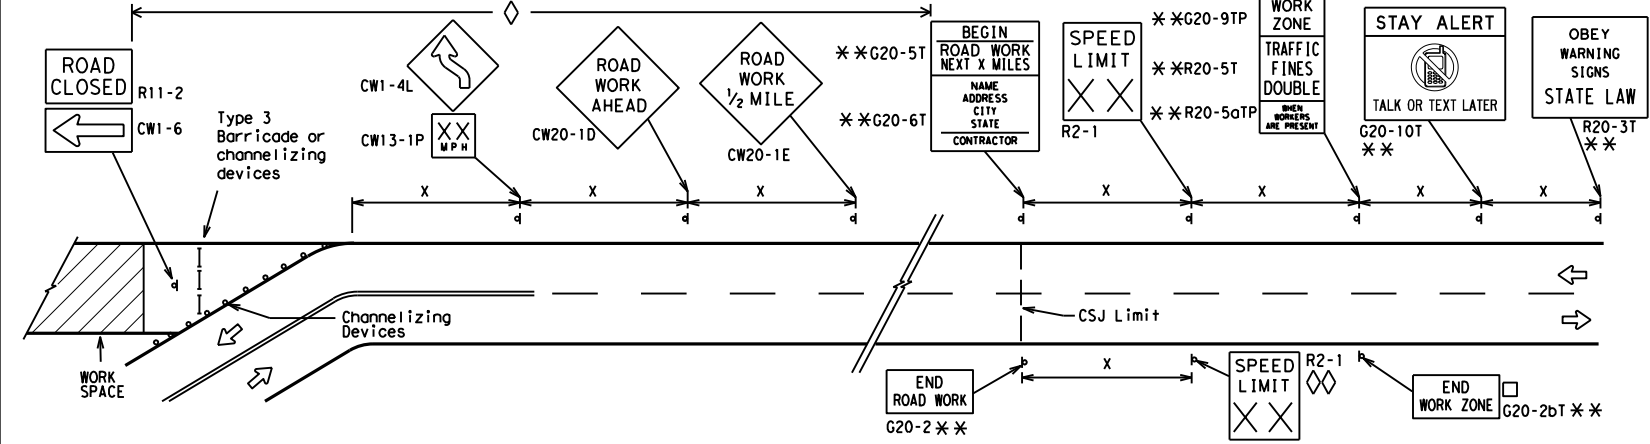 ROAD
CLOSED
R11-2
CW1-6
Type 3
Barricade or
channelizing
devices
CW1-4L
XX
MPH
CW13-1P
ROAD
WORK
AHEAD
CW20-1D
ROAD
WORK
1/2 MILE
CW20-1E
BEGIN
ROAD WORK
NEXT X MILES
NAME
ADDRESS
CITY
STATE
CONTRACTOR
**G20-5T
**G20-6T
SPEED
LIMIT
XX
R2-1
WORK
ZONE
TRAFFIC
FINES
DOUBLE
WHEN
WORKERS
ARE PRESENT
**G20-9TP
**R20-5T
**R20-5aTP
STAY ALERT
TALK OR TEXT LATER
G20-10T
**
OBEY
WARNING
SIGNS
STATE LAW
R20-3T
**
X
X
X
X
X
X
X
Channelizing
Devices
CSJ Limit
WORK
SPACE
X
END
ROAD WORK
G20-2**
SPEED
LIMIT
XX
R2-1
END
WORK ZONE
G20-2bT **